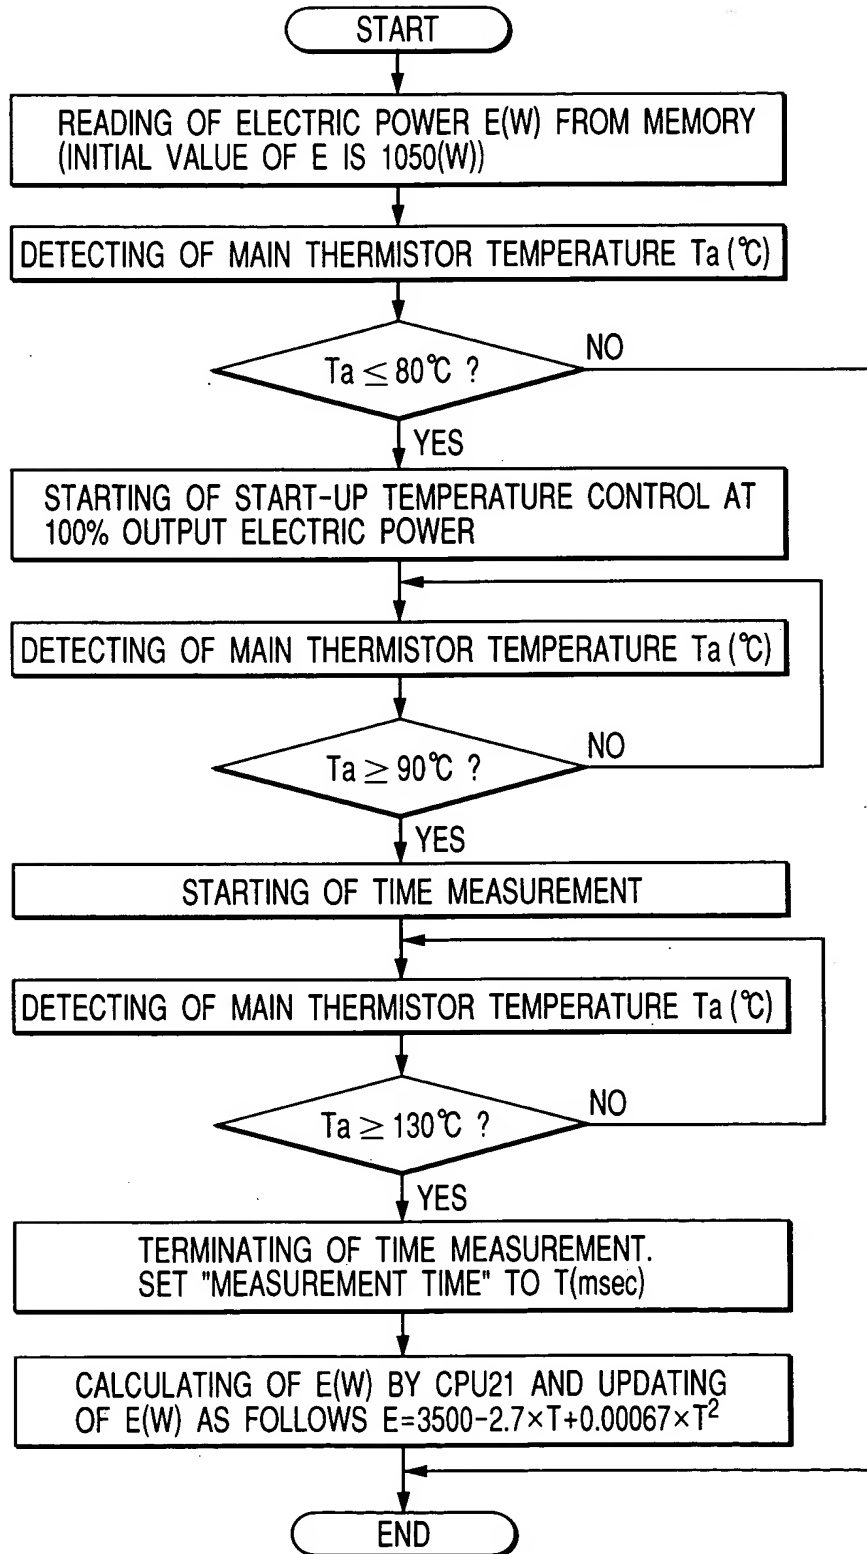 START
READING OF ELECTRIC POWER E(W) FROM MEMORY
(INITIAL VALUE OF E IS 1050(W))
DETECTING OF MAIN THERMISTOR TEMPERATURE Ta (℃)
Ta ≤ 80℃ ?
NO
YES
STARTING OF START-UP TEMPERATURE CONTROL AT
100% OUTPUT ELECTRIC POWER
DETECTING OF MAIN THERMISTOR TEMPERATURE Ta (℃)
Ta ≥ 90℃ ?
NO
YES
STARTING OF TIME MEASUREMENT
DETECTING OF MAIN THERMISTOR TEMPERATURE Ta (℃)
Ta ≥ 130℃ ?
NO
YES
TERMINATING OF TIME MEASUREMENT.
SET "MEASUREMENT TIME" TO T(msec)
CALCULATING OF E(W) BY CPU21 AND UPDATING
OF E(W) AS FOLLOWS E=3500-2.7×T+0.00067×T²
END